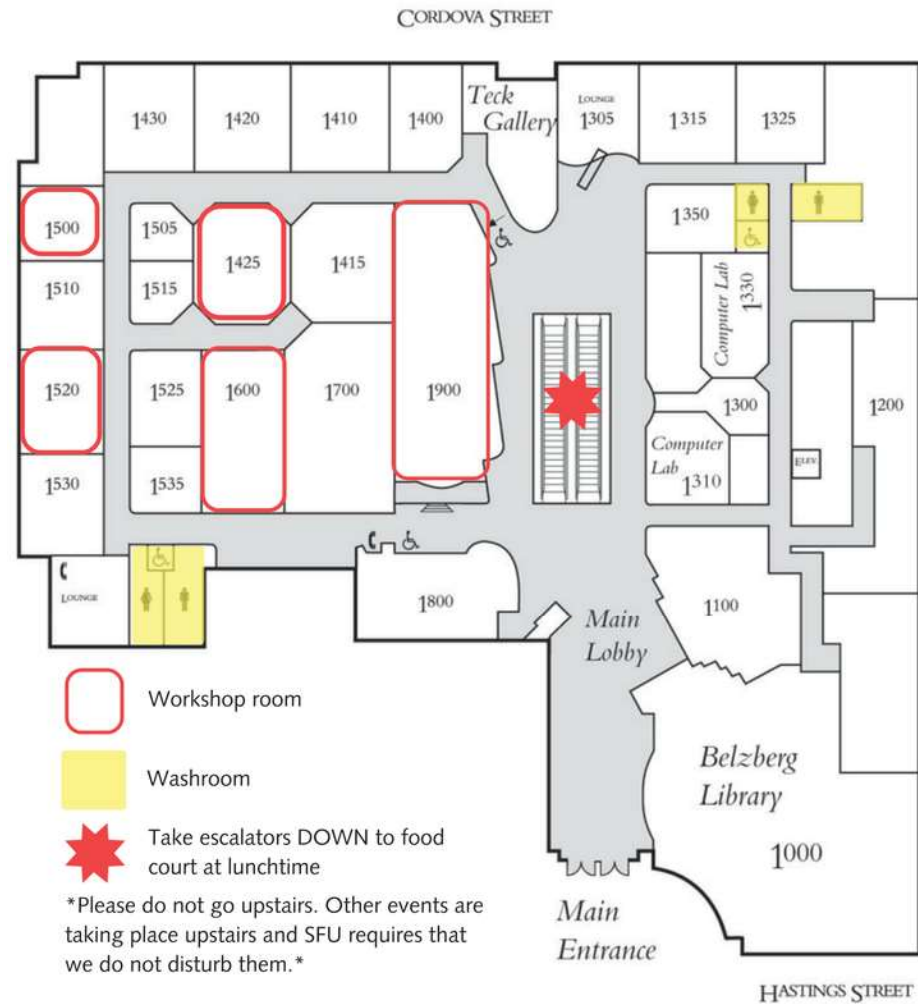 CORDOVA STREET
Teck
Gallery
LOUNGE
1305
1315
1325
1430
1420
1410
1400
1500
1505
1425
1415
1350
1510
1515
Computer Lab
1330
1520
1525
1600
1700
1900
1300
1200
Computer
Lab
1310
ELEV.
1530
1535
LOUNGE
1800
1100
Main
Lobby
Workshop room
Washroom
Take escalators DOWN to food
court at lunchtime
*Please do not go upstairs. Other events are
taking place upstairs and SFU requires that
we do not disturb them.*
Belzberg
Library
1000
Main
Entrance
HASTINGS STREET